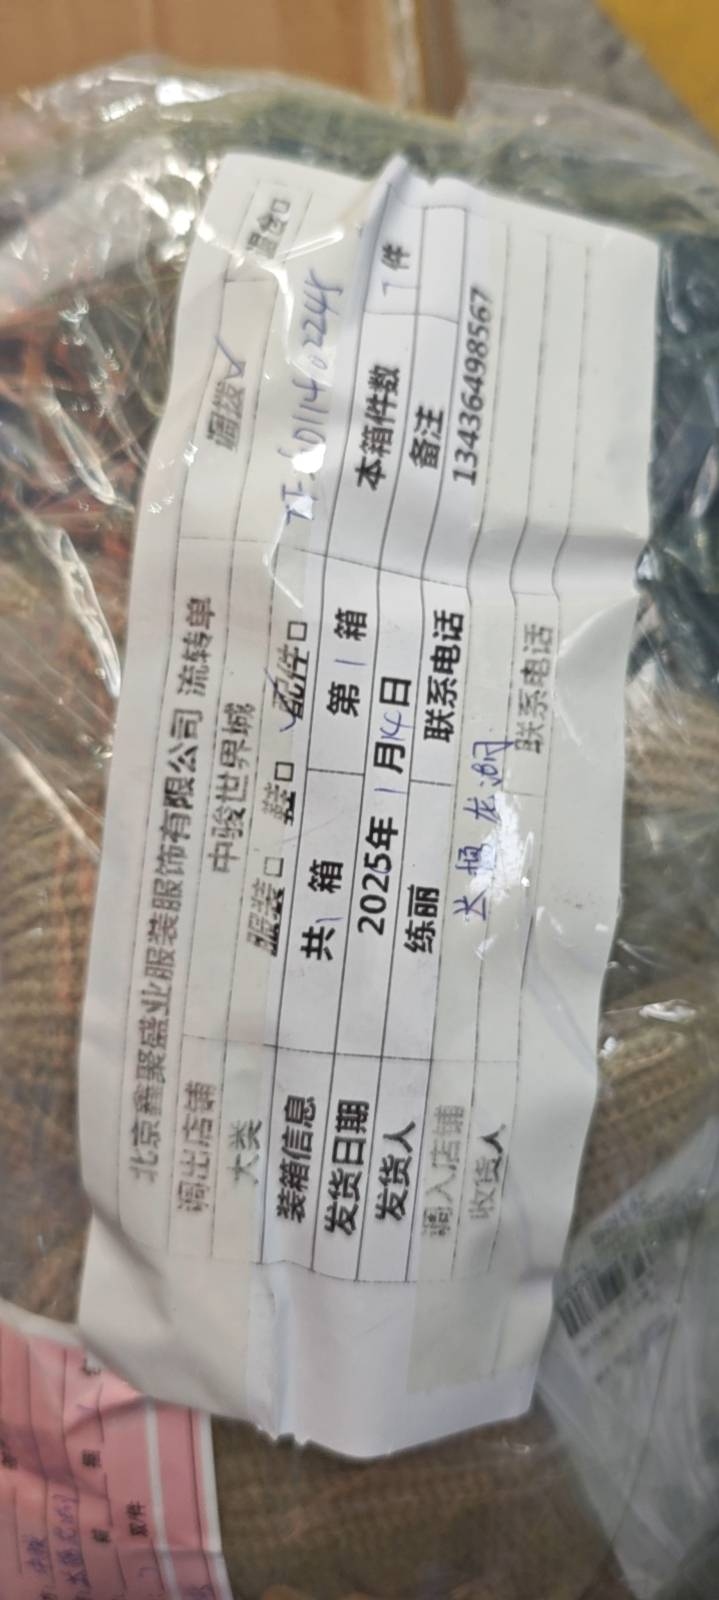 北京鑫聚盛业服装服饰有限公司 流转单
调出店铺 中骏世界城 调拨☑ 退仓□
大类 服装□ 鞋□ 配件□
装箱信息 共1箱 第1箱 本箱件数 7件
发货日期 2025年1月14日 备注
发货人 练丽 联系电话 13436498567
调入店铺 龙湖
收货人 联系电话